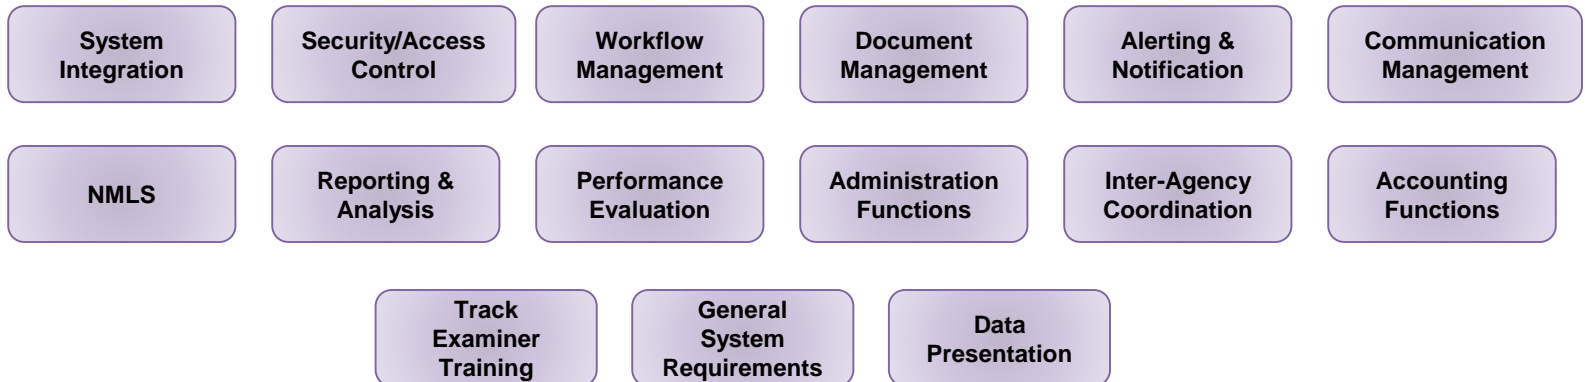 System
Integration
Security/Access
Control
Workflow
Management
Document
Management
Alerting &
Notification
Communication
Management
NMLS
Reporting &
Analysis
Performance
Evaluation
Administration
Functions
Inter-Agency
Coordination
Accounting
Functions
Track
Examiner
Training
General
System
Requirements
Data
Presentation